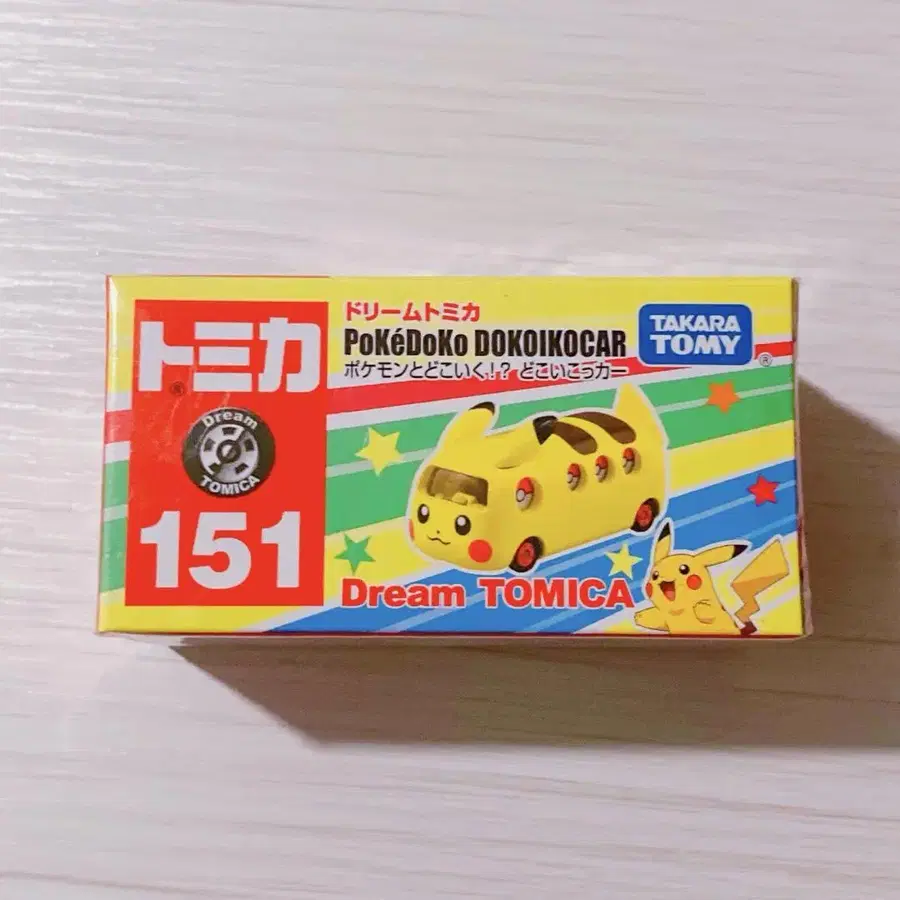 トミカ
®
Dream
TOMICA
151
ドリームトミカ
PoKéDoKo DOKOIKOCAR
ポケモンとどこいく!? どこいこっカー
TAKARA
TOMY
®
Dream TOMICA